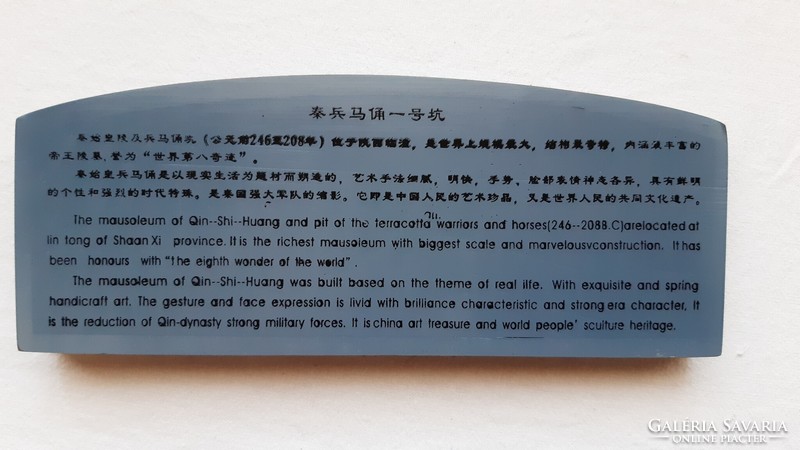 秦兵马俑一号坑
秦始皇陵及兵马俑坑（公元前246至208年）位于陕西临潼，是世界上规模最大，结构最奇特，内涵最丰富的
帝王陵墓，誉为“世界第八奇迹”。
秦始皇兵马俑是以现实生活为题材而朔造的，艺术手法细腻，明快，手势，脸部表情神态各异，具有鲜明
的个性和强烈的时代特殊。是秦国强大军队的缩影。它即是中国人民的艺术珍品，又是世界人民的共同文化遗产。
The mausoleum of Qin--Shi--Huang and pit of the terracotta warriors and horses(246--208B.C)arelocated at
lin tong of Shaan Xi province. It is the richest mausoleum with biggest scale and marvelousvconstruction. It has
been honours with "the eighth wonder of the world".
The mausoleum of Qin--Shi--Huang was built based on the theme of real iife. With exquisite and spring
handicraft art. The gesture and face expression is livid with brilliance characteristic and strong era character, It
is the reduction of Qin-dynasty strong military forces. It is china art treasure and world people' sculture heritage.
GALÉRIA SAVARIA
ONLINE PIACTÉR